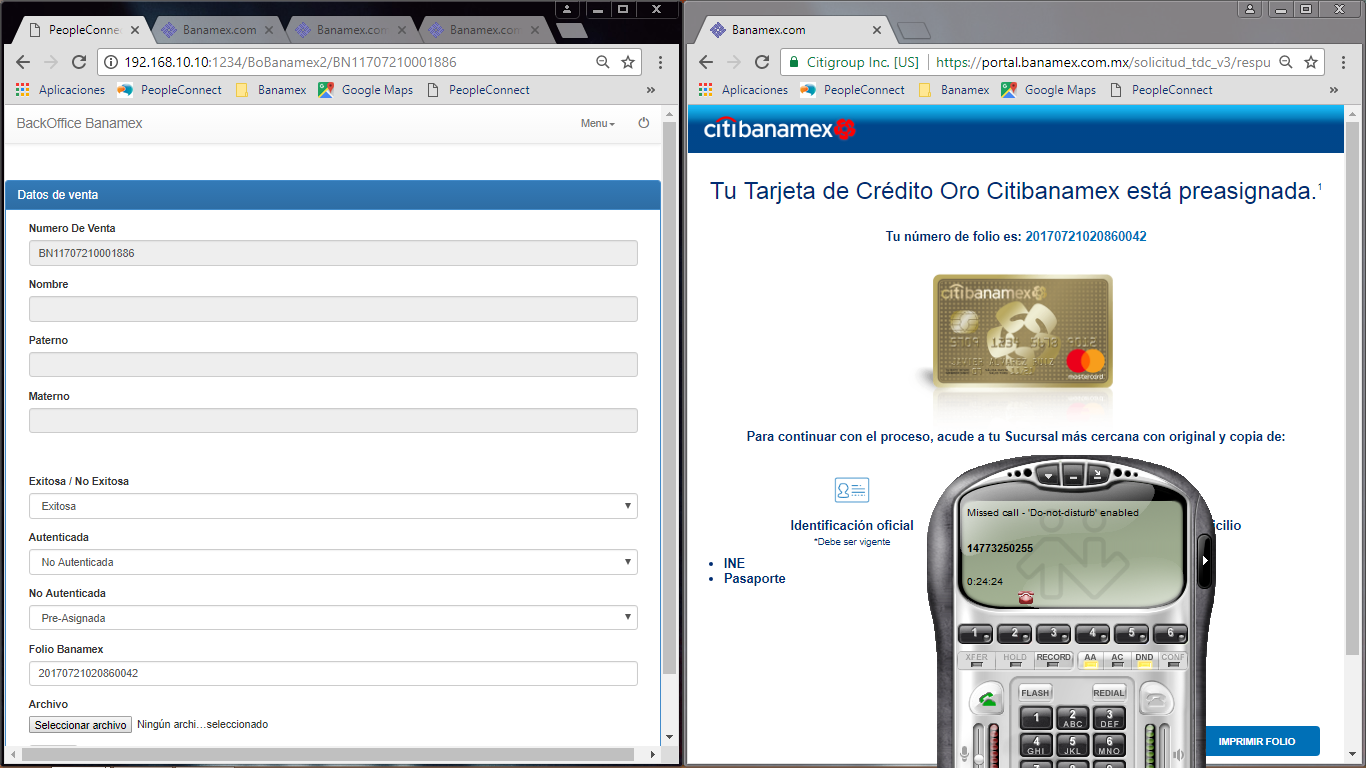 PeopleConne
Banamex.com
Banamex.com
Banamex.com
192.168.10.10:1234/BoBanamex2/BN11707210001886
Aplicaciones
PeopleConnect
Banamex
Google Maps
PeopleConnect
»
BackOffice Banamex
Menu
Datos de venta
Numero De Venta
BN11707210001886
Nombre
Paterno
Materno
Exitosa / No Exitosa
Exitosa
Autenticada
No Autenticada
No Autenticada
Pre-Asignada
Folio Banamex
20170721020860042
Archivo
Seleccionar archivo Ningún archi…seleccionado
Banamex.com
Citigroup Inc. [US] https://portal.banamex.com.mx/solicitud_tdc_v3/respu
Aplicaciones
PeopleConnect
Banamex
Google Maps
PeopleConnect
»
citibanamex
Tu Tarjeta de Crédito Oro Citibanamex está preasignada.¹
Tu número de folio es: 20170721020860042
citibanamex
5709 1234 5678 9012
mastercard
Para continuar con el proceso, acude a tu Sucursal más cercana con original y copia de:
Identificación oficial
*Debe ser vigente
• INE
• Pasaporte
cilio
Missed call - 'Do-not-disturb' enabled
14773250255
0:24:24
1 2 3 4 5 6
XFER HOLD RECORD AA AC DND CONF
FLASH REDIAL
1 2 ABC 3 DEF
4 GHI 5 JKL 6 MNO
IMPRIMIR FOLIO